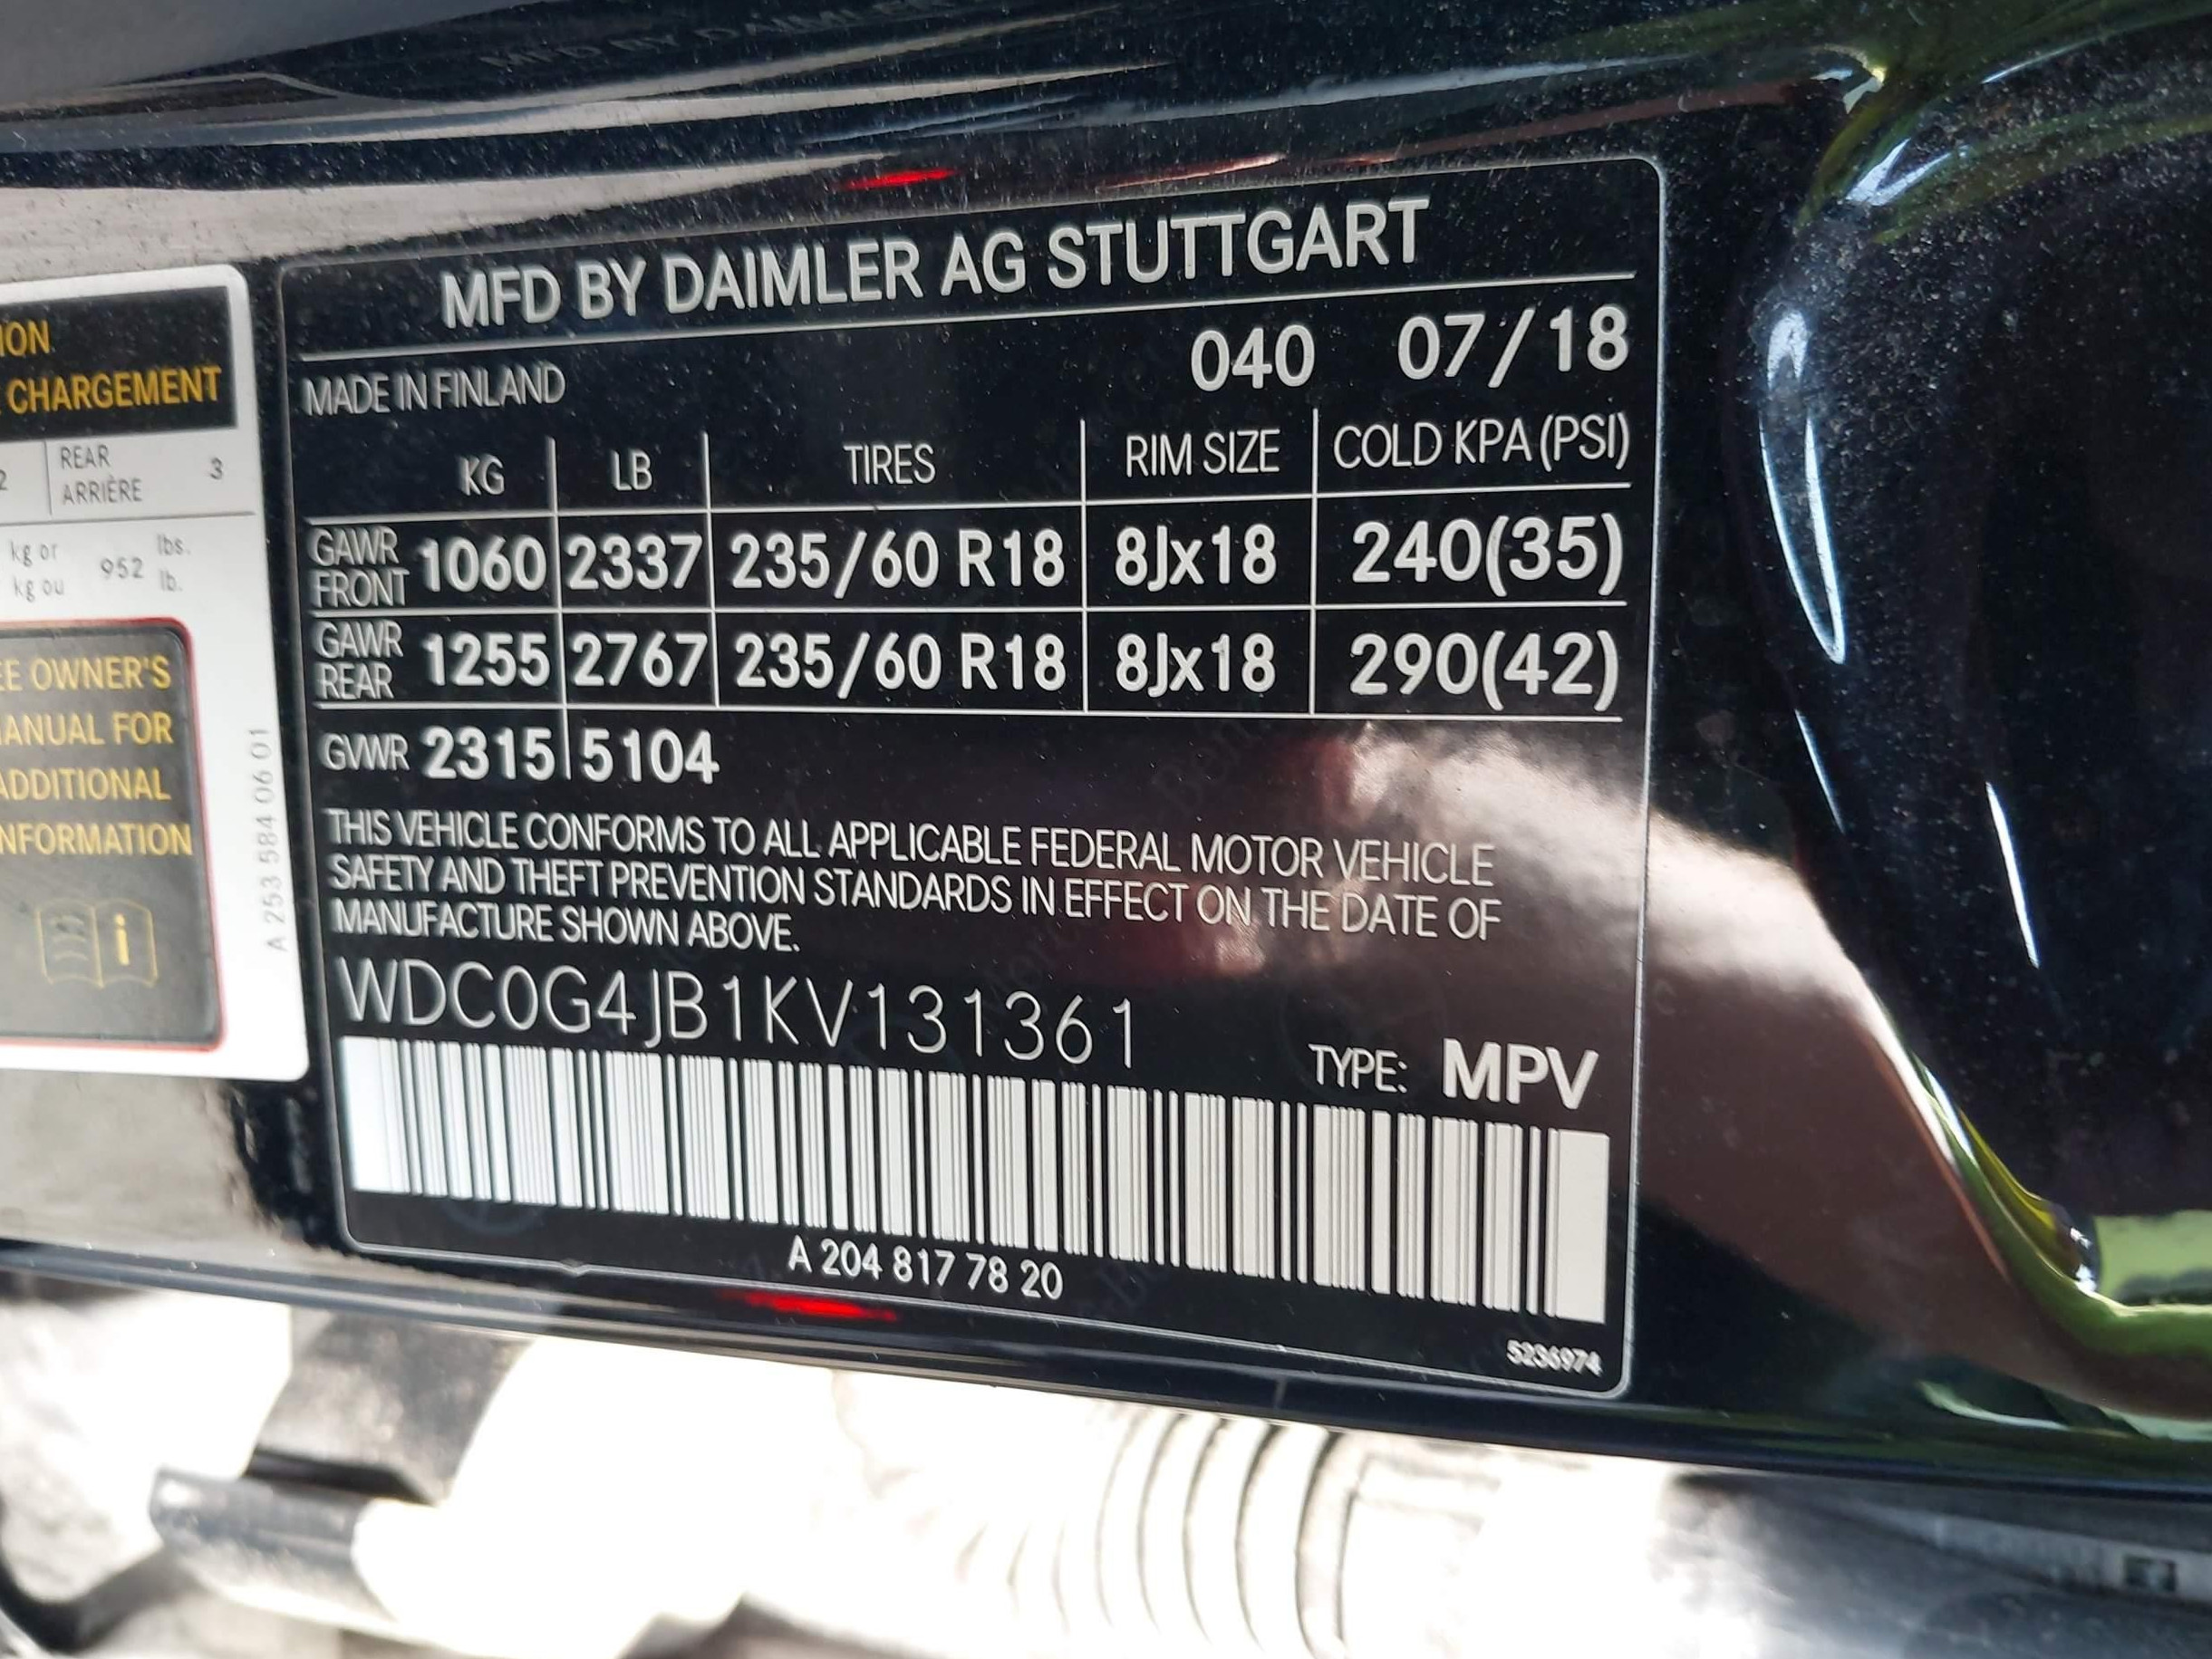 ION
CHARGEMENT
2
REAR
ARRIÈRE
3
kg or
kg ou
952
lbs.
lb.
EE OWNER'S
ANUAL FOR
ADDITIONAL
NFORMATION
A 253 584 06 01
MFD BY DAIMLER AG STUTTGART
MADE IN FINLAND 040 07/18
KG LB TIRES RIM SIZE COLD KPA (PSI)
GAWR FRONT 1060 2337 235/60 R18 8Jx18 240(35)
GAWR REAR 1255 2767 235/60 R18 8Jx18 290(42)
GVWR 2315 5104
THIS VEHICLE CONFORMS TO ALL APPLICABLE FEDERAL MOTOR VEHICLE
SAFETY AND THEFT PREVENTION STANDARDS IN EFFECT ON THE DATE OF
MANUFACTURE SHOWN ABOVE.
WDC0G4JB1KV131361
TYPE: MPV
A 204 817 78 20
5236974